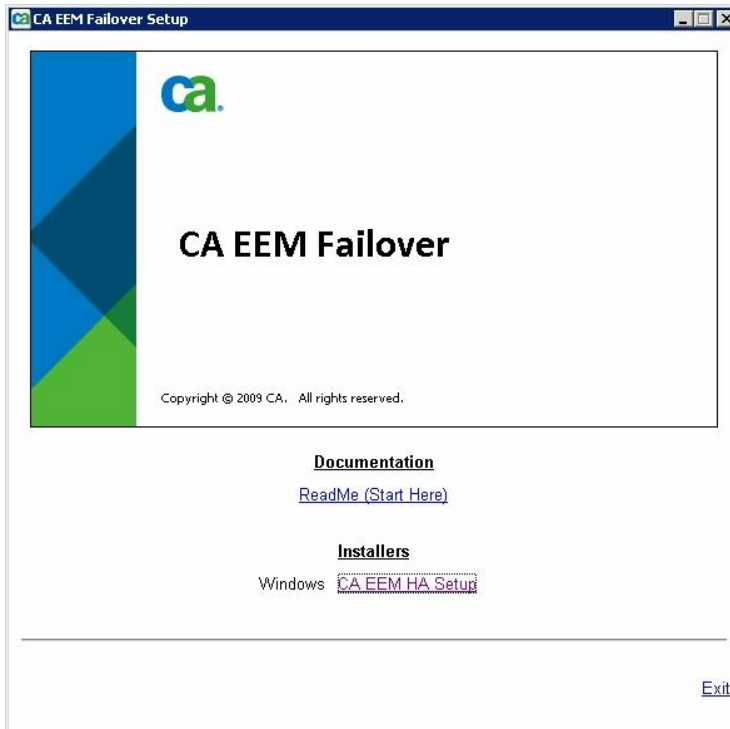 CA EEM Failover Setup
ca.
CA EEM Failover
Copyright © 2009 CA. All rights reserved.
Documentation
ReadMe (Start Here)
Installers
Windows CA EEM HA Setup
Exit